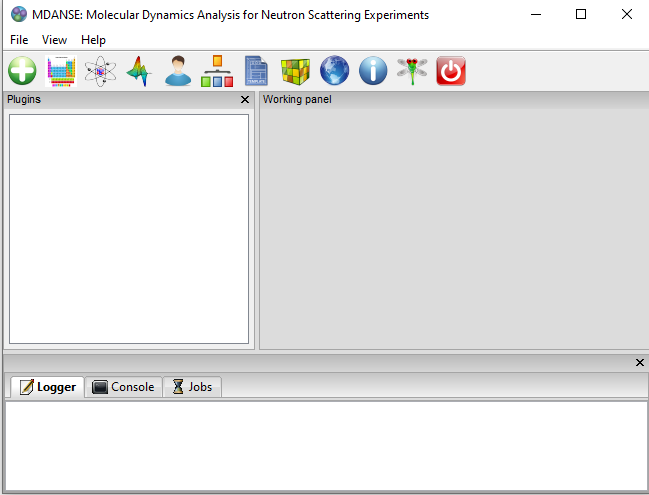 MDANSE: Molecular Dynamics Analysis for Neutron Scattering Experiments
File View Help
Plugins
Working panel
Logger Console Jobs